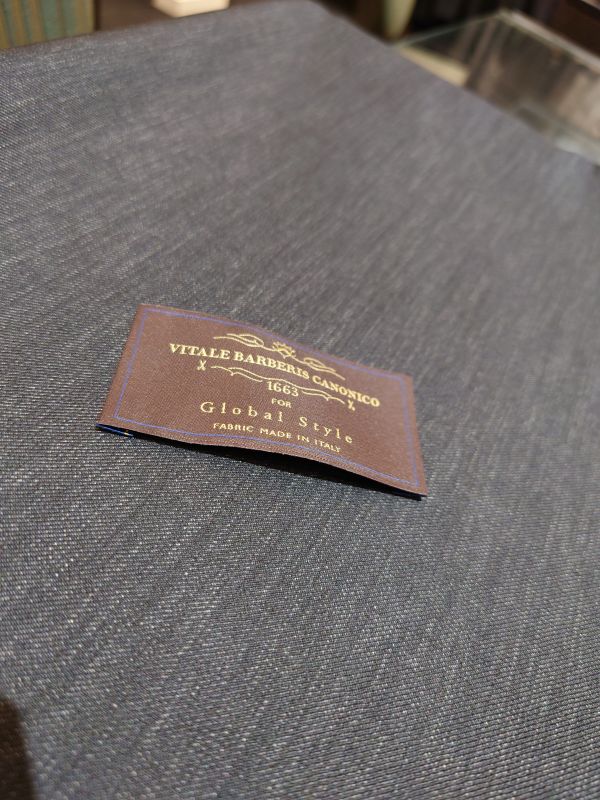 VITALE BARBERIS CANONICO
1663
FOR
Global Style
FABRIC MADE IN ITALY